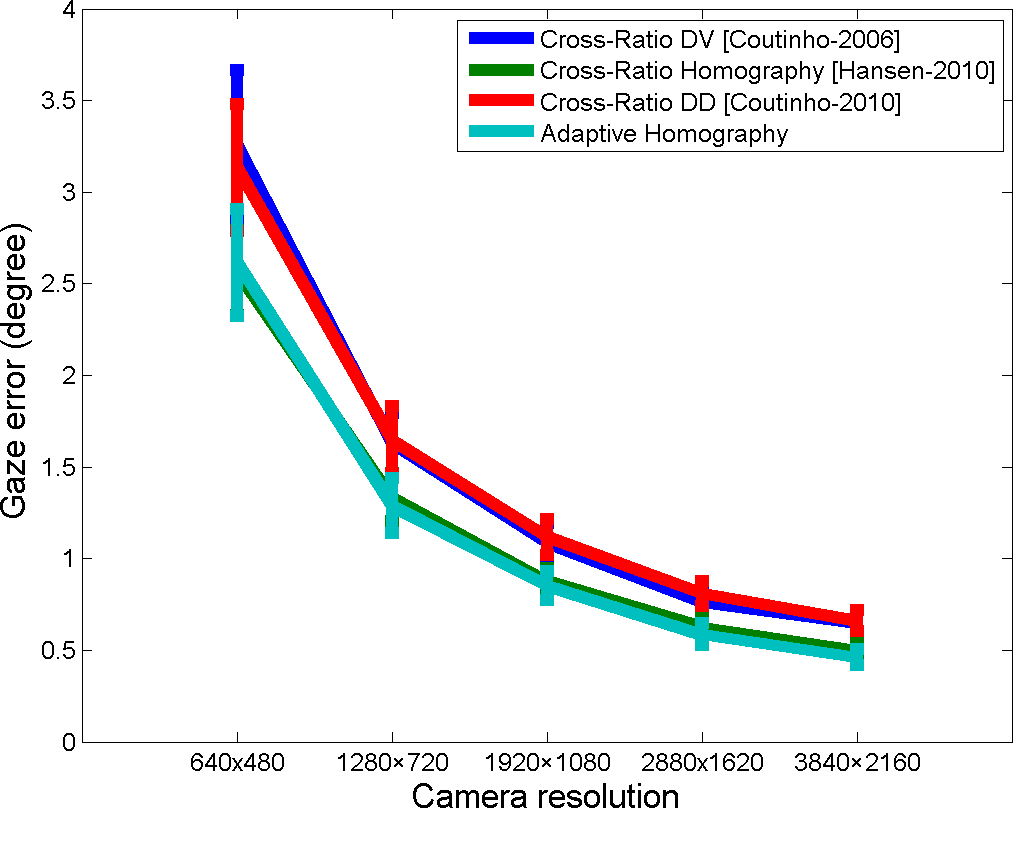 4
3.5
3
2.5
2
1.5
1
0.5
0
Gaze error (degree)
Cross-Ratio DV [Coutinho-2006]
Cross-Ratio Homography [Hansen-2010]
Cross-Ratio DD [Coutinho-2010]
Adaptive Homography
640x480 1280×720 1920×1080 2880x1620 3840×2160
Camera resolution